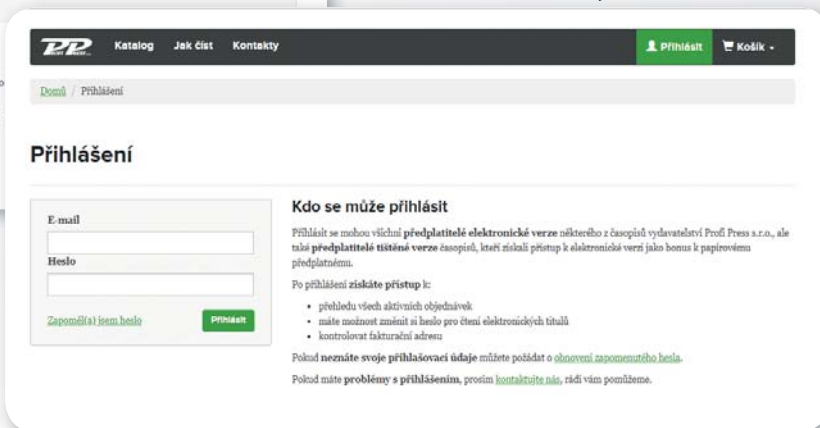 Katalog Jak číst Kontakty Přihlásit Košík
Domů / Přihlášení
Přihlášení
E-mail
Heslo
Zapoměl(a) jsem heslo Přihlásit
Kdo se může přihlásit
Přihlásit se mohou všichni předplatitelé elektronické verze některého z časopisů vydavatelství Profi Press s.r.o., ale
také předplatitelé tištěné verze časopisů, kteří získali přístup k elektronické verzi jako bonus k papírovému
předplatnému.
Po přihlášení získáte přístup k:
• přehledu všech aktivních objednávek
• máte možnost změnit si heslo pro čtení elektronických titulů
• kontrolovat fakturační adresu
Pokud neznáte svoje přihlašovací údaje můžete požádat o obnovení zapomenutého hesla.
Pokud máte problémy s přihlášením, prosím kontaktujte nás, rádi vám pomůžeme.